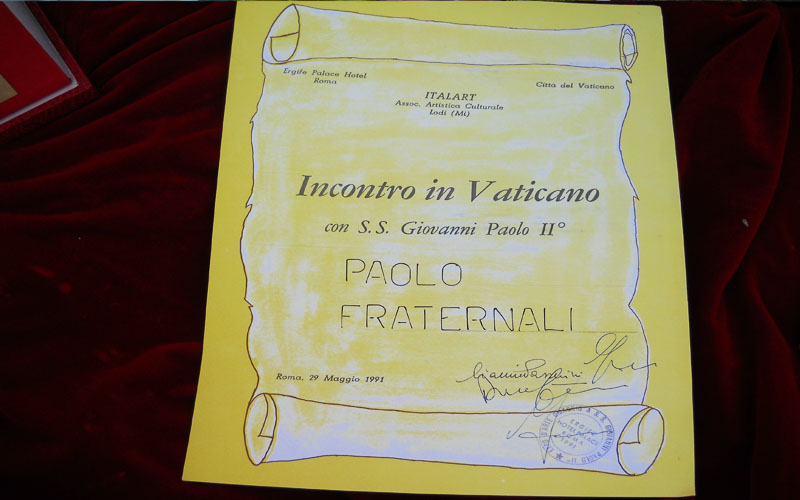 Ergife Palace Hotel
Roma
Città del Vaticano
ITALART
Assoc. Artistica Culturale
Lodi (Mi)
Incontro in Vaticano
con S.S. Giovanni Paolo II°
PAOLO
FRATERNALI
Roma, 29 Maggio 1991